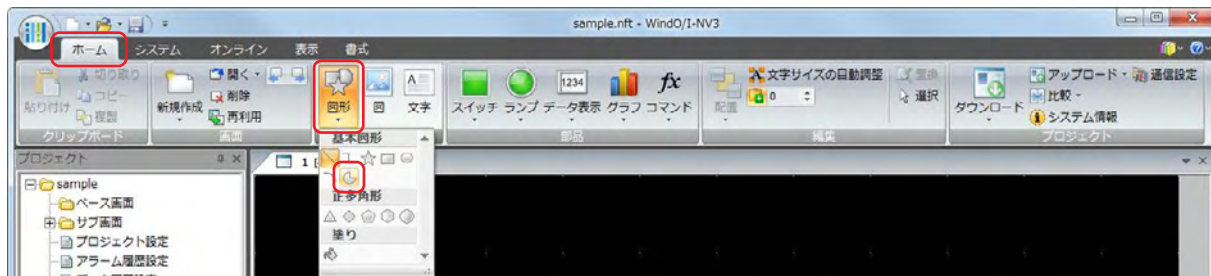 sample.nft - WindO/I-NV3
ホーム システム オンライン 表示 書式
貼り付け 切り取り コピー 複製
クリップボード
新規作成 開く 削除 再利用
画面
図形 図 文字
スイッチ ランプ 1234 データ表示 グラフ fx コマンド
部品
配置 文字サイズの自動調整 0 置換 選択
編集
ダウンロード アップロード 比較 システム情報 通信設定
プロジェクト
基本図形
正多角形
塗り
プロジェクト
1
sample
ベース画面
サブ画面
プロジェクト設定
アラーム履歴設定